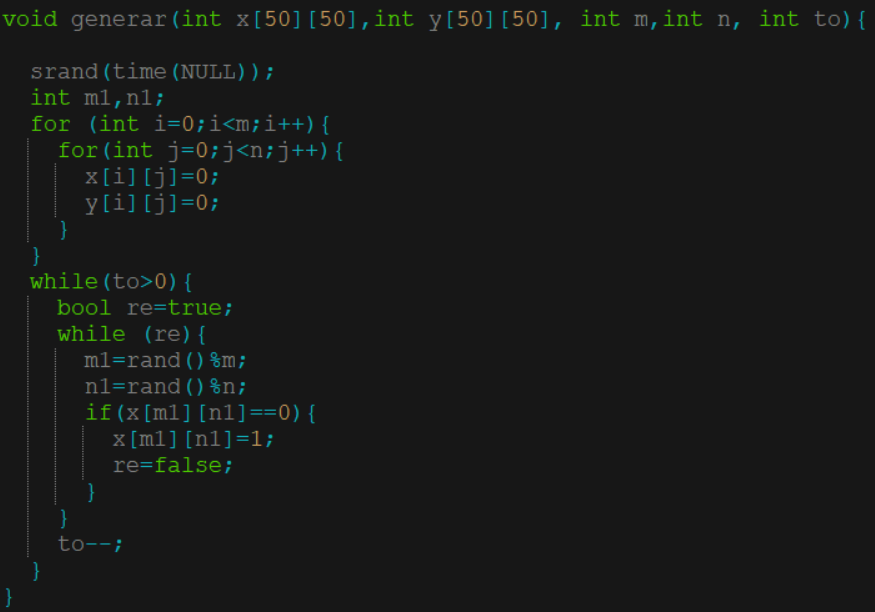 void generar(int x[50][50],int y[50][50], int m,int n, int to){
srand(time(NULL));
int m1,n1;
for (int i=0;i<m;i++){
for(int j=0;j<n;j++){
x[i][j]=0;
y[i][j]=0;
}
}
while(to>0){
bool re=true;
while (re){
m1=rand()%m;
n1=rand()%n;
if(x[m1][n1]==0){
x[m1][n1]=1;
re=false;
}
}
to--;
}
}